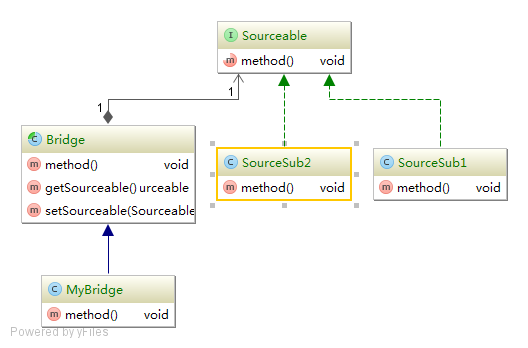 I Sourceable
m method() void
1
1
C Bridge
m method() void
m getSourceable() urceable
m setSourceable(Sourceable
C SourceSub2
m method() void
C SourceSub1
m method() void
C MyBridge
m method() void
Powered by yFiles